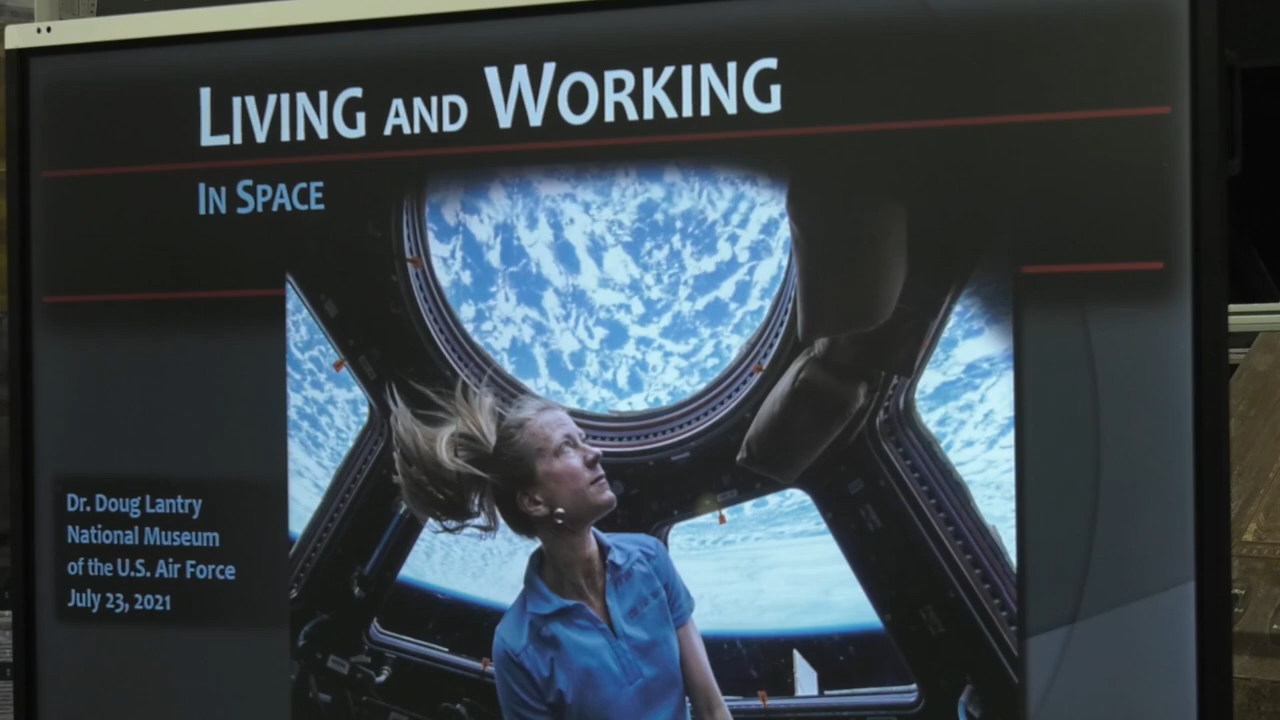 LIVING AND WORKING
IN SPACE
Dr. Doug Lantry
National Museum
of the U.S. Air Force
July 23, 2021